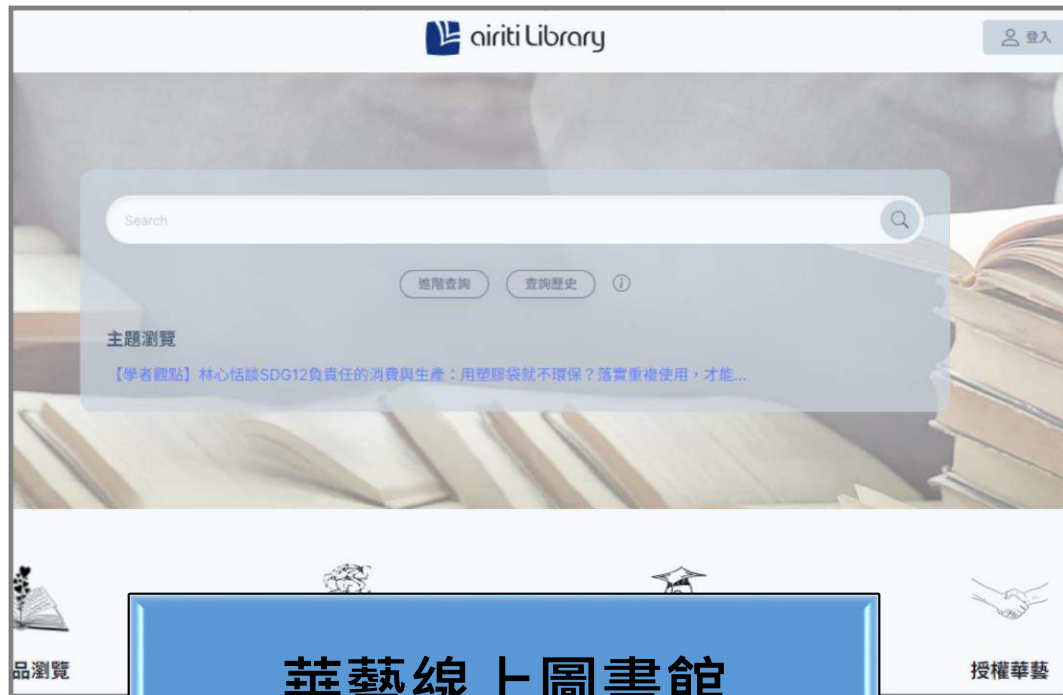 airiti Library
登入
Search
進階查詢 查詢歷史
主題瀏覽
【學者觀點】林心恬談SDG12負責任的消費與生產：用塑膠袋就不環保？落實重複使用，才能...
品瀏覽
授權華藝
華藝線上圖書館